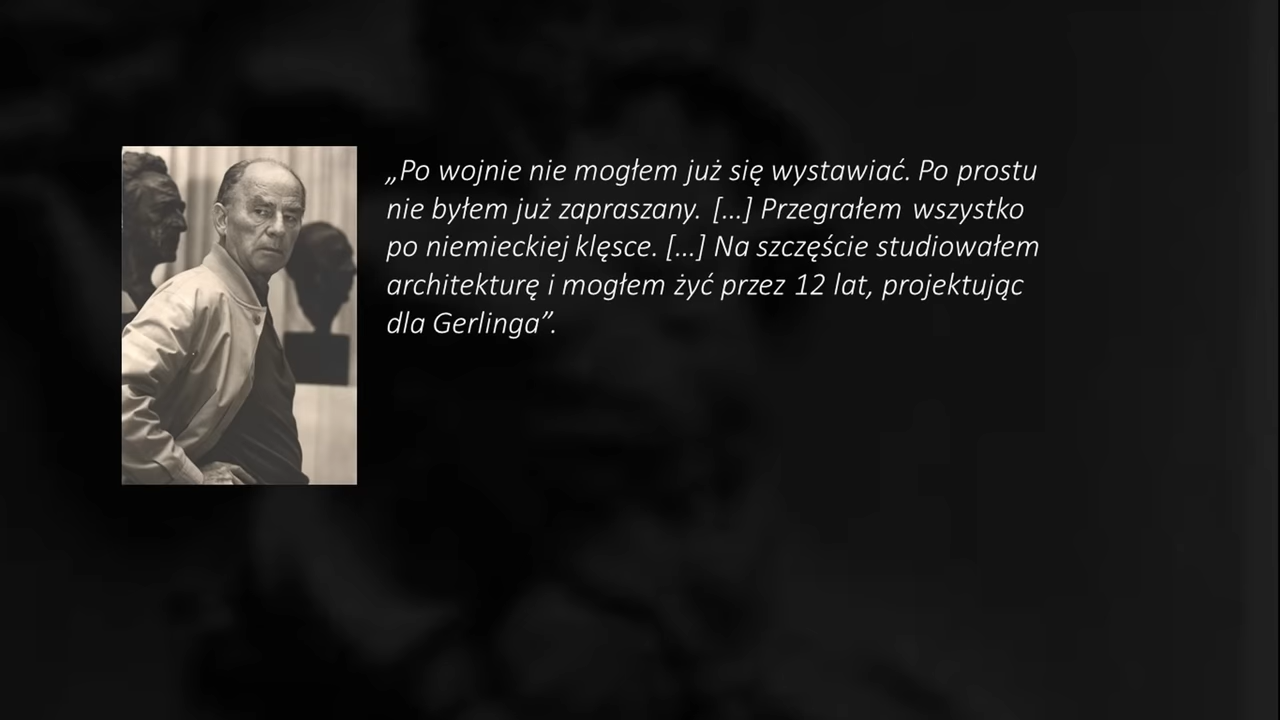 „Po wojnie nie mogłem już się wystawiać. Po prostu
nie byłem już zapraszany. […] Przegrałem wszystko
po niemieckiej klęsce. […] Na szczęście studiowałem
architekturę i mogłem żyć przez 12 lat, projektując
dla Gerlinga”.